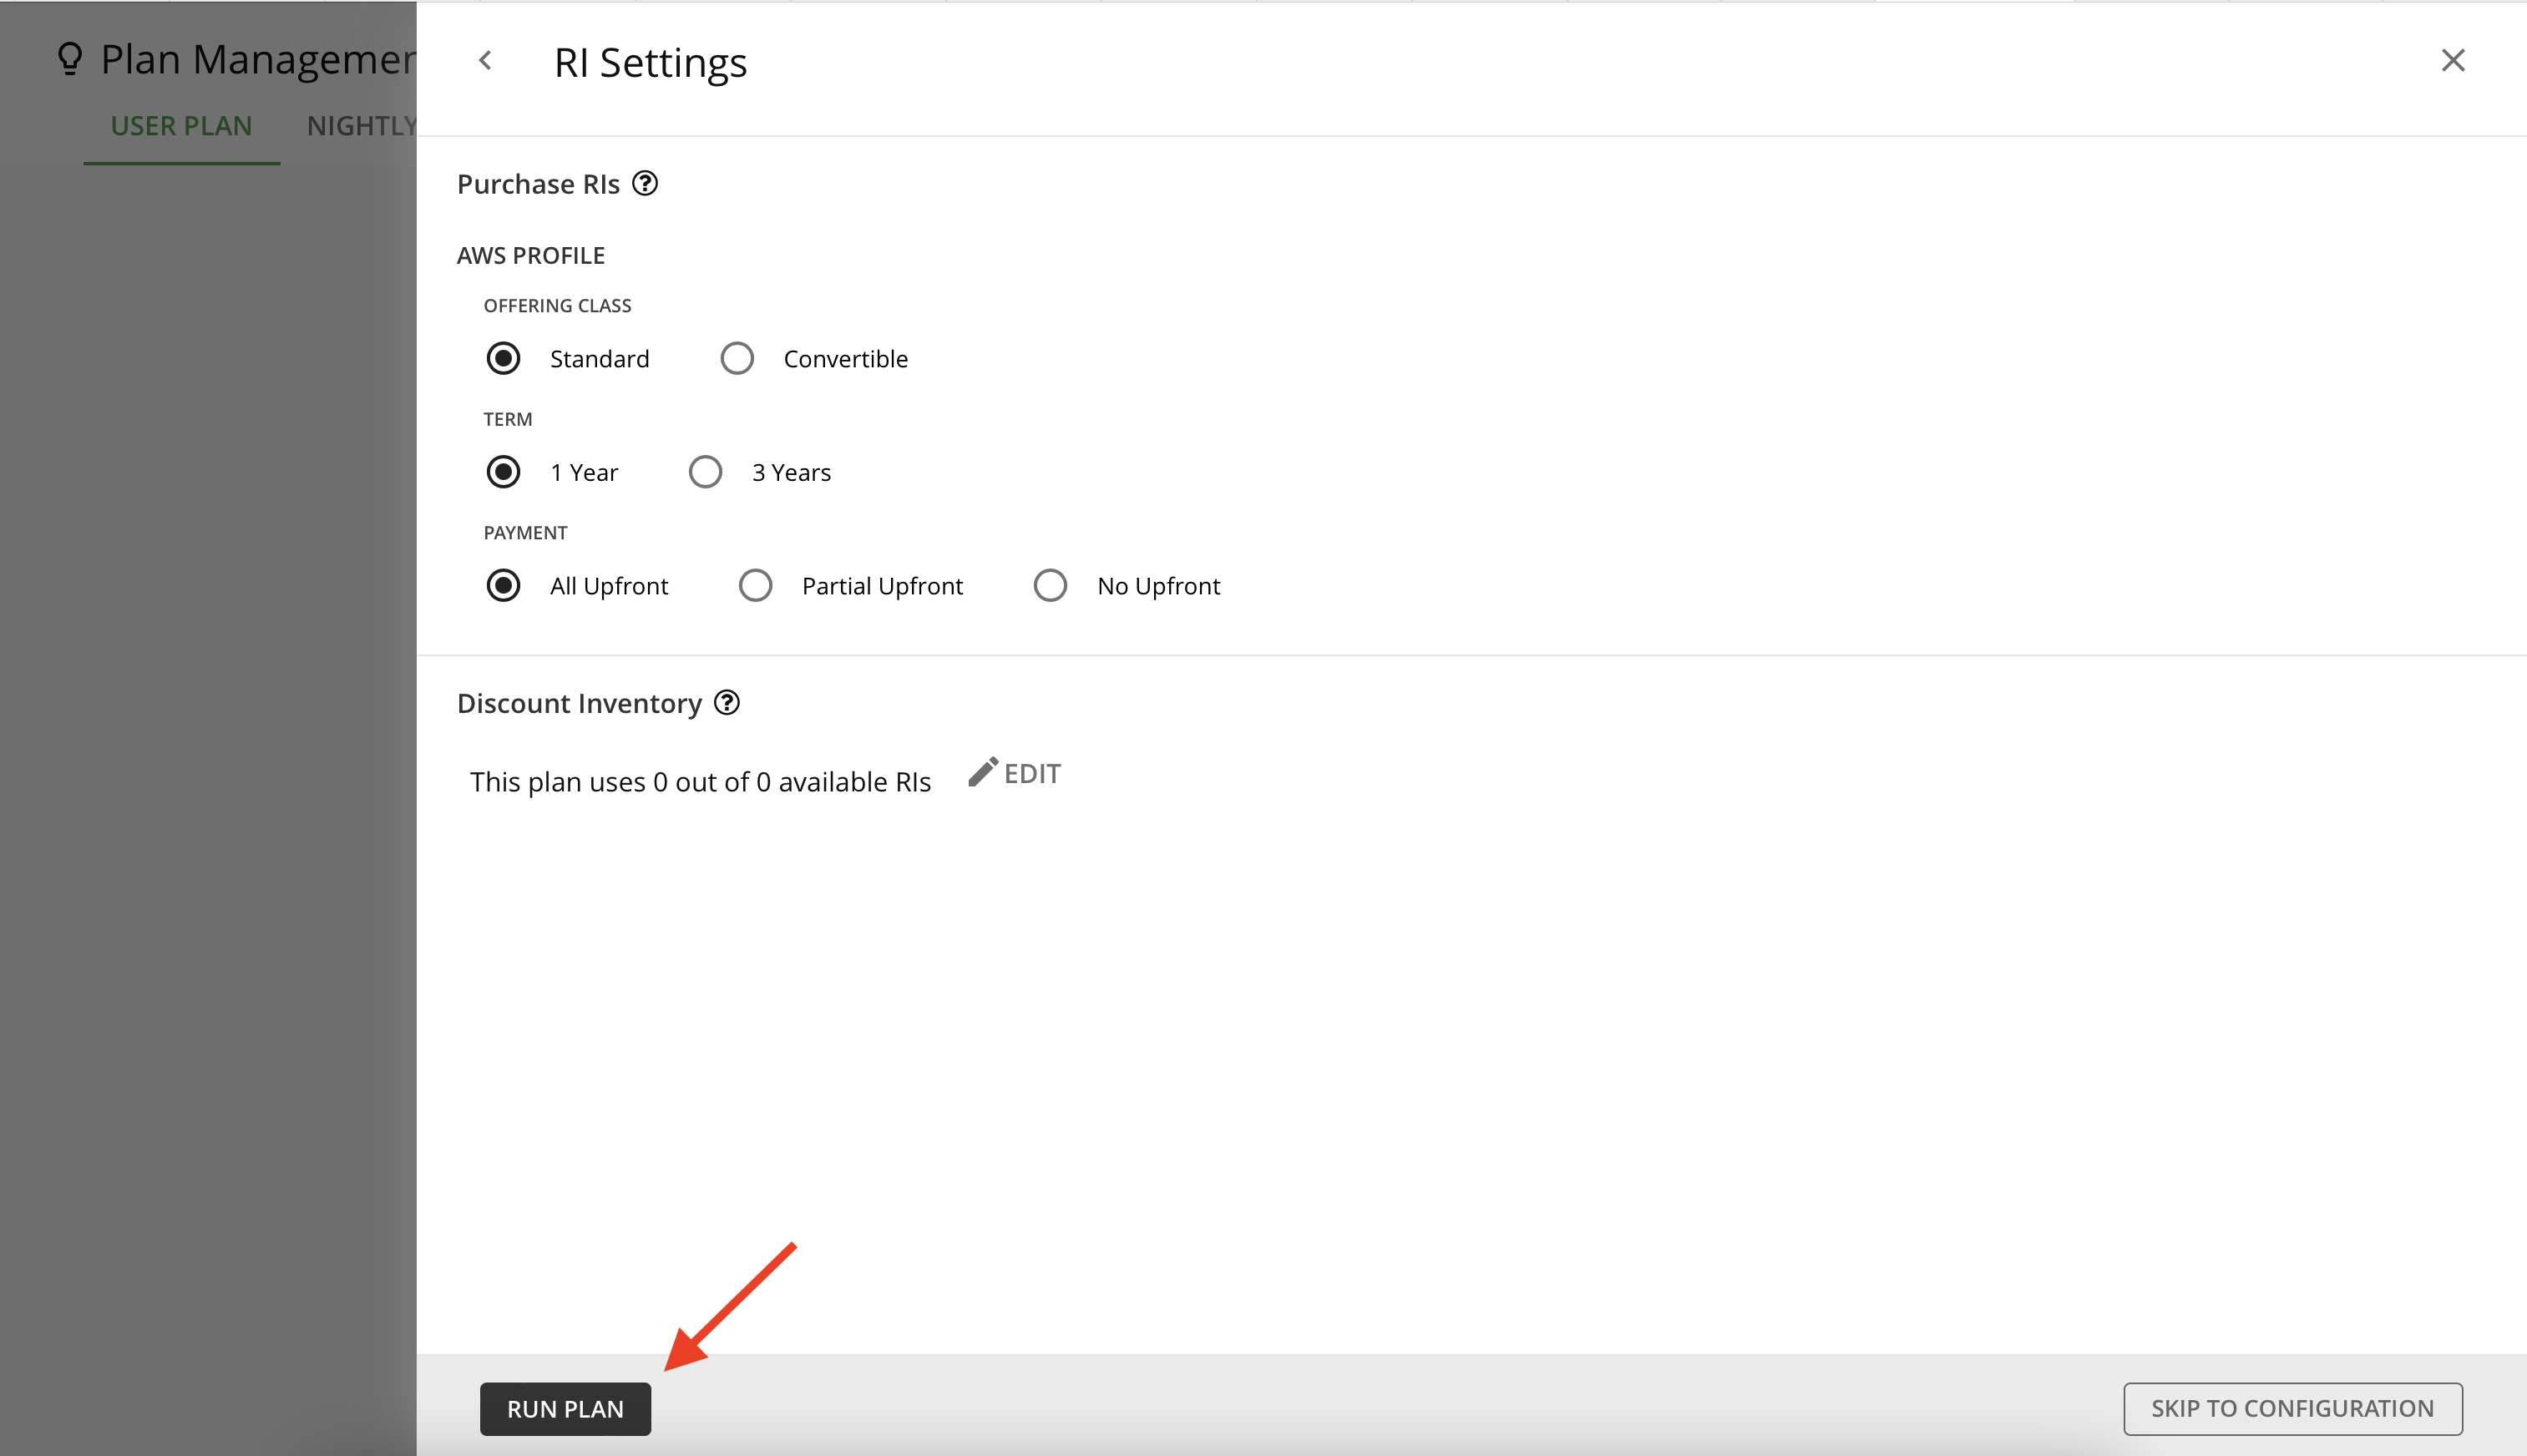 Plan Managemen
USER PLAN NIGHTLY
RI Settings
Purchase RIs
AWS PROFILE
OFFERING CLASS
Standard Convertible
TERM
1 Year 3 Years
PAYMENT
All Upfront Partial Upfront No Upfront
Discount Inventory
This plan uses 0 out of 0 available RIs EDIT
RUN PLAN SKIP TO CONFIGURATION